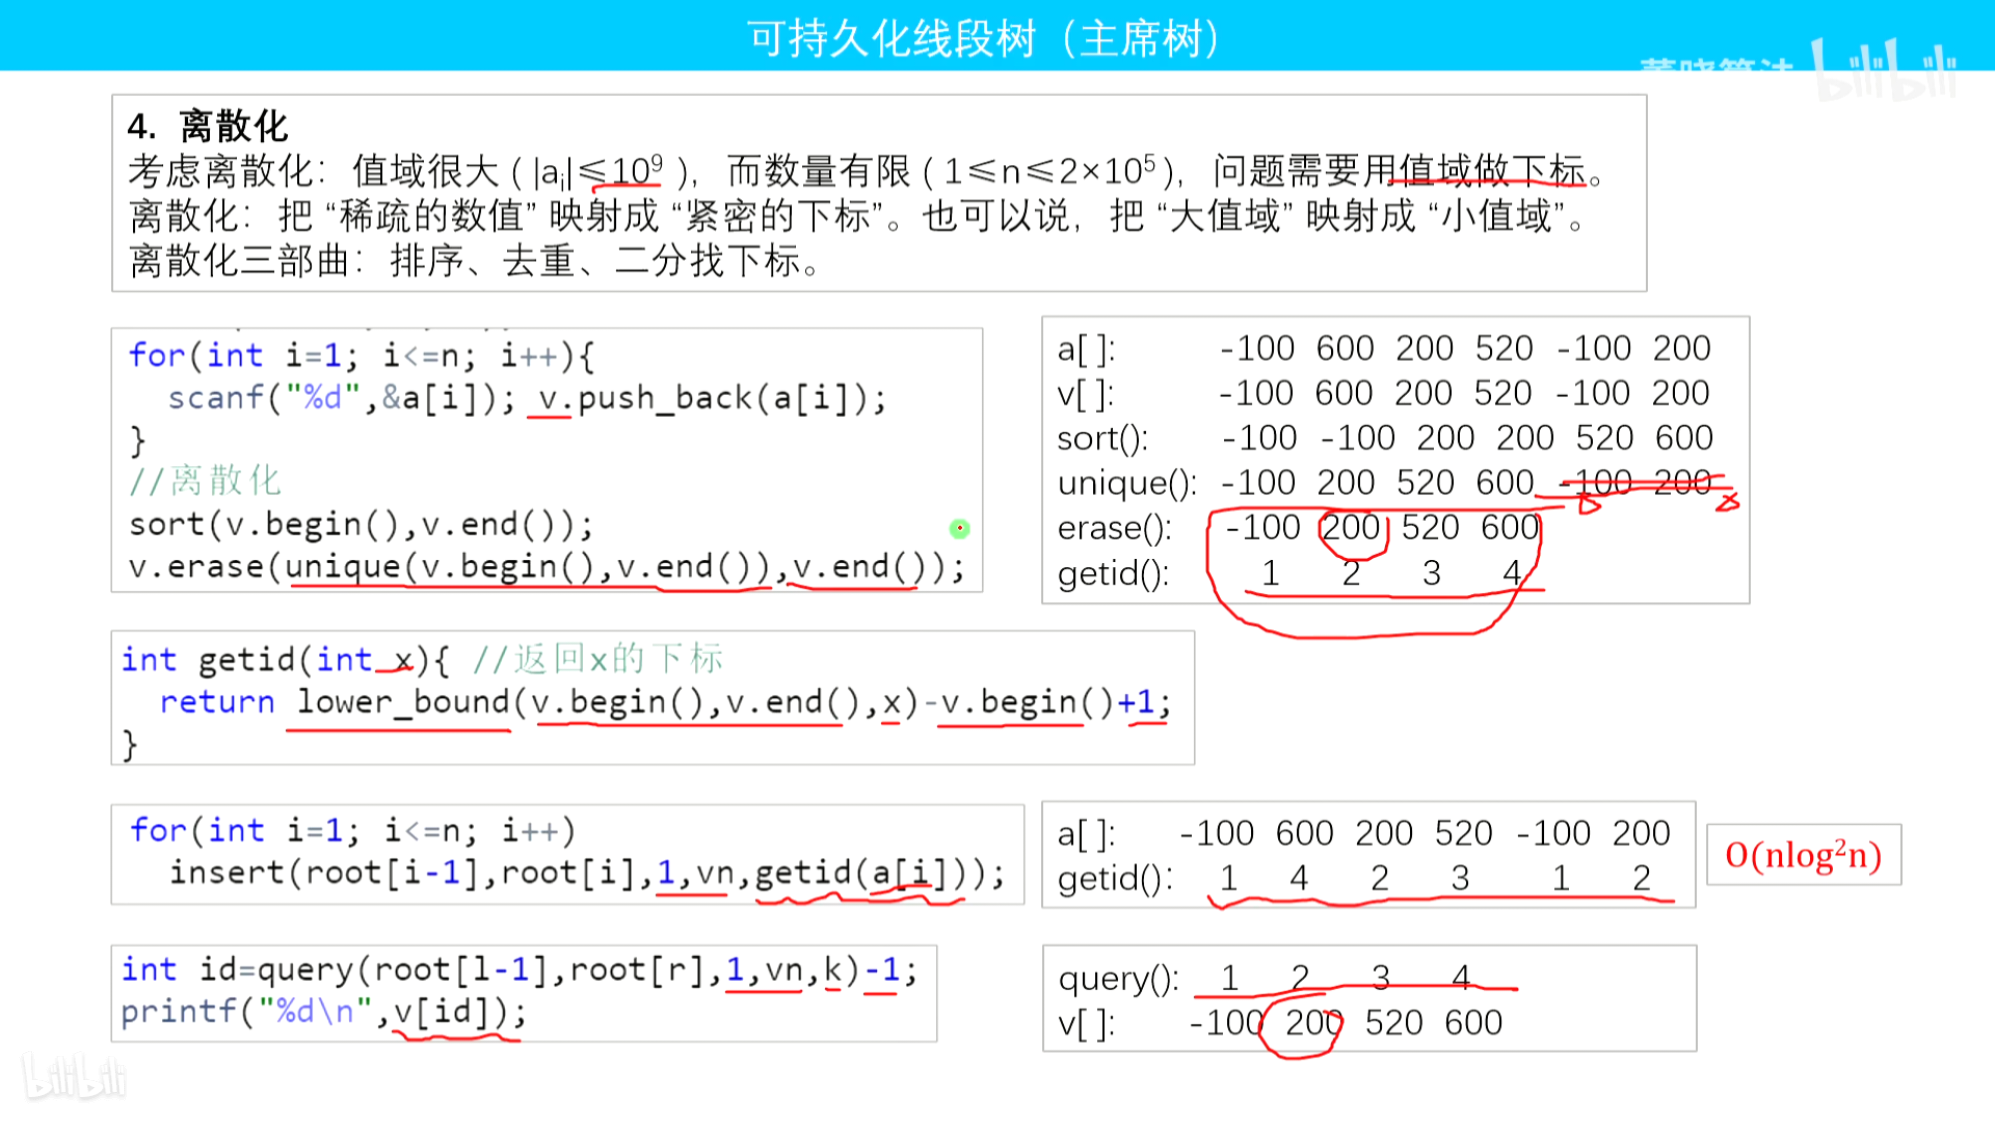 可持久化线段树（主席树）
bilibili
4. 离散化
考虑离散化：值域很大 ( |aᵢ|≤10⁹ )，而数量有限 ( 1≤n≤2×10⁵)，问题需要用值域做下标。
离散化：把 “稀疏的数值” 映射成 “紧密的下标”。也可以说，把 “大值域” 映射成 “小值域”。
离散化三部曲：排序、去重、二分找下标。
for(int i=1; i<=n; i++){
scanf("%d",&a[i]); v.push_back(a[i]);
}
//离散化
sort(v.begin(),v.end());
v.erase(unique(v.begin(),v.end()),v.end());
a[ ]: -100 600 200 520 -100 200
v[ ]: -100 600 200 520 -100 200
sort(): -100 -100 200 200 520 600
unique(): -100 200 520 600 -100 200
erase(): -100 200 520 600
getid(): 1 2 3 4
int getid(int x){ //返回x的下标
return lower_bound(v.begin(),v.end(),x)-v.begin()+1;
}
for(int i=1; i<=n; i++)
insert(root[i-1],root[i],1,vn,getid(a[i]));
a[ ]: -100 600 200 520 -100 200
getid(): 1 4 2 3 1 2
O(nlog²n)
int id=query(root[l-1],root[r],1,vn,k)-1;
printf("%d\n",v[id]);
query(): 1 2 3 4
v[ ]: -100 200 520 600
bilibili